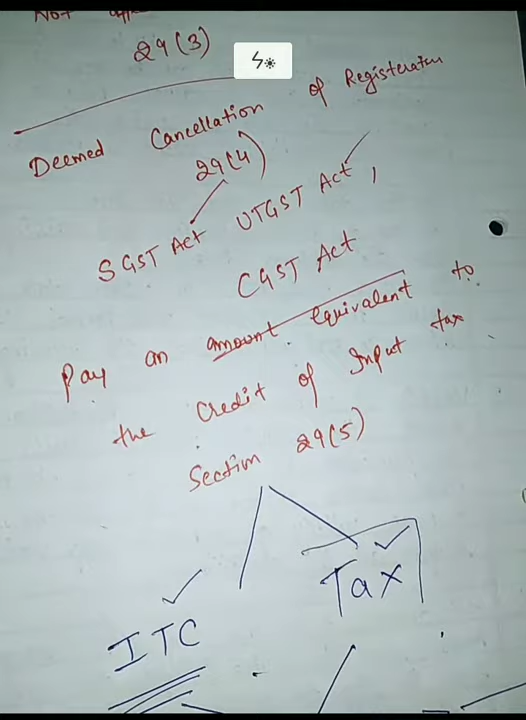 Not
29(3)
Deemed Cancellation of Registration
29(4)
SGST Act UTGST Act,
CGST Act
Pay an amount equivalent to
the Credit of Input tax
Section 29(5)
ITC Tax